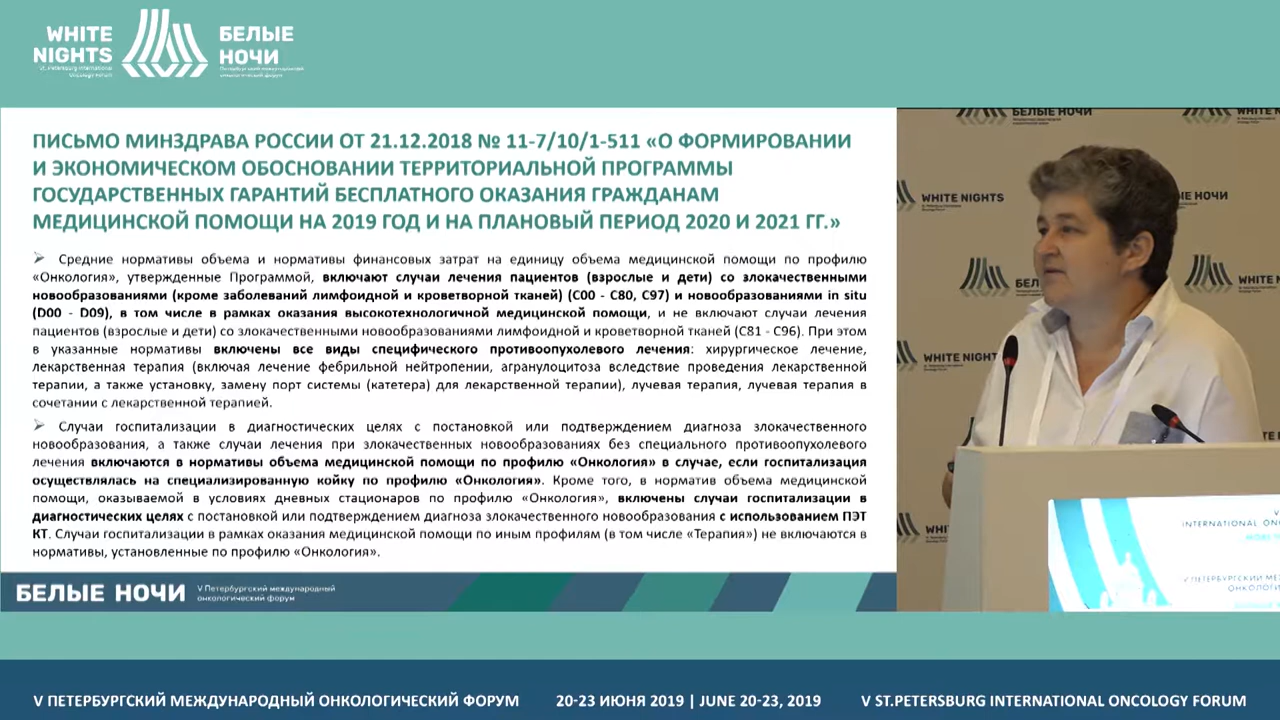 WHITE
NIGHTS
St. Petersburg International
Oncology Forum
БЕЛЫЕ
НОЧИ
Петербургский международный
онкологический форум
ПИСЬМО МИНЗДРАВА РОССИИ ОТ 21.12.2018 № 11-7/10/1-511 «О ФОРМИРОВАНИИ
И ЭКОНОМИЧЕСКОМ ОБОСНОВАНИИ ТЕРРИТОРИАЛЬНОЙ ПРОГРАММЫ
ГОСУДАРСТВЕННЫХ ГАРАНТИЙ БЕСПЛАТНОГО ОКАЗАНИЯ ГРАЖДАНАМ
МЕДИЦИНСКОЙ ПОМОЩИ НА 2019 ГОД И НА ПЛАНОВЫЙ ПЕРИОД 2020 И 2021 ГГ.»
➢ Средние нормативы объема и нормативы финансовых затрат на единицу объема медицинской помощи по профилю
«Онкология», утвержденные Программой, включают случаи лечения пациентов (взрослые и дети) со злокачественными
новообразованиями (кроме заболеваний лимфоидной и кроветворной тканей) (C00 - C80, C97) и новообразованиями in situ
(D00 - D09), в том числе в рамках оказания высокотехнологичной медицинской помощи, и не включают случаи лечения
пациентов (взрослые и дети) со злокачественными новообразованиями лимфоидной и кроветворной тканей (C81 - C96). При этом
в указанные нормативы включены все виды специфического противоопухолевого лечения: хирургическое лечение,
лекарственная терапия (включая лечение фебрильной нейтропении, агранулоцитоза вследствие проведения лекарственной
терапии, а также установку, замену порт системы (катетера) для лекарственной терапии), лучевая терапия, лучевая терапия в
сочетании с лекарственной терапией.
➢ Случаи госпитализации в диагностических целях с постановкой или подтверждением диагноза злокачественного
новообразования, а также случаи лечения при злокачественных новообразованиях без специального противоопухолевого
лечения включаются в нормативы объема медицинской помощи по профилю «Онкология» в случае, если госпитализация
осуществлялась на специализированную койку по профилю «Онкология». Кроме того, в норматив объема медицинской
помощи, оказываемой в условиях дневных стационаров по профилю «Онкология», включены случаи госпитализации в
диагностических целях с постановкой или подтверждением диагноза злокачественного новообразования с использованием ПЭТ
КТ. Случаи госпитализации в рамках оказания медицинской помощи по иным профилям (в том числе «Терапия») не включаются в
нормативы, установленные по профилю «Онкология».
БЕЛЫЕ НОЧИ
V Петербургский международный
онкологический форум
БЕЛЫЕ НОЧИ
WHITE NIGHTS
WHITE NIGHTS
V ПЕТЕРБУРГСКИЙ МЕЖДУНАРОДНЫЙ ОНКОЛОГИЧЕСКИЙ ФОРУМ
20-23 ИЮНЯ 2019 | JUNE 20-23, 2019
V ST.PETERSBURG INTERNATIONAL ONCOLOGY FORUM